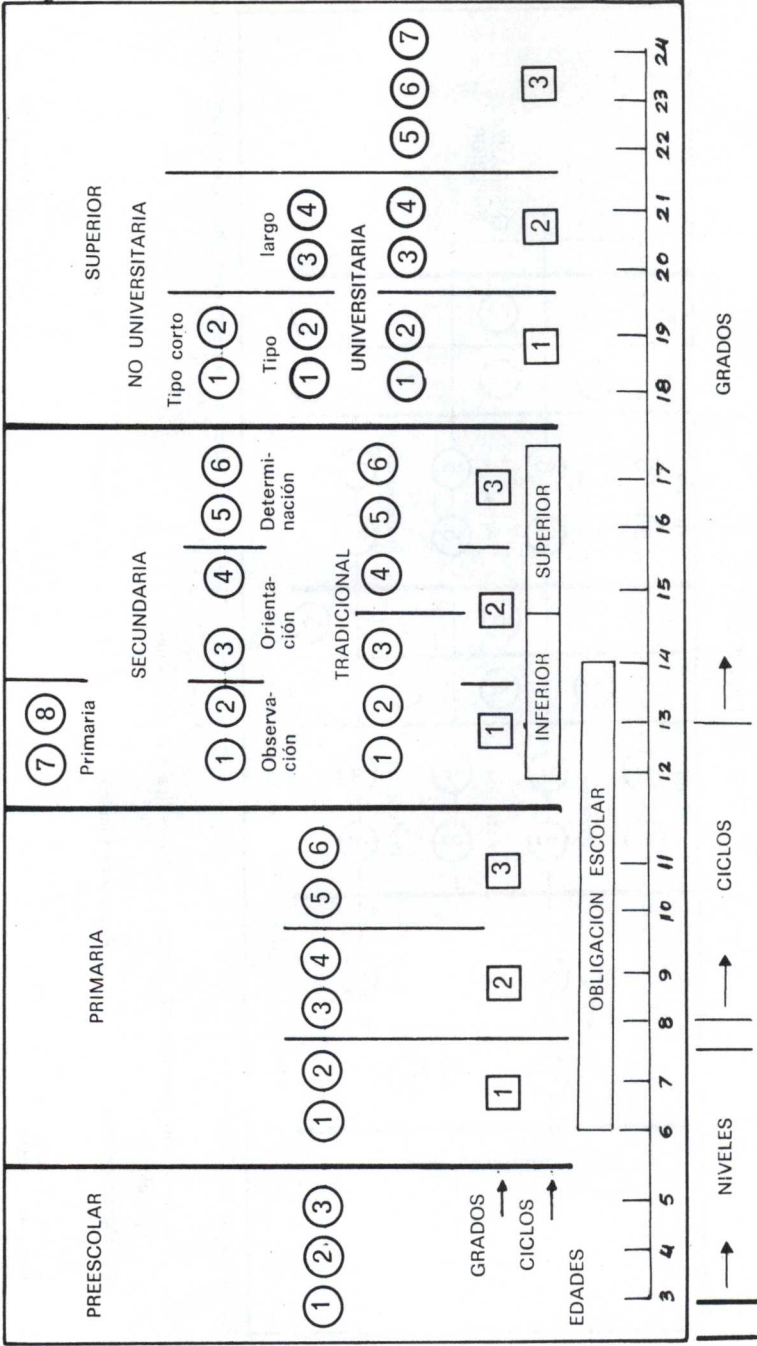 PREESCOLAR
1 2 3
GRADOS →
CICLOS →
EDADES
PRIMARIA
1 2 3 4 5 6
1 2 3
SECUNDARIA
7 8
Primaria
1 2 3 4 5 6
Observa-
ción
Orienta-
ción
Determi-
nación
TRADICIONAL
1 2 3 4 5 6
1 2 3
INFERIOR SUPERIOR
OBLIGACION ESCOLAR
SUPERIOR
NO UNIVERSITARIA
Tipo corto
1 2
Tipo largo
1 2 3 4
UNIVERSITARIA
1 2 3 4 5 6 7
1 2 3
3 4 5 6 7 8 9 10 11 12 13 14 15 16 17 18 19 20 21 22 23 24
→ NIVELES → CICLOS → GRADOS